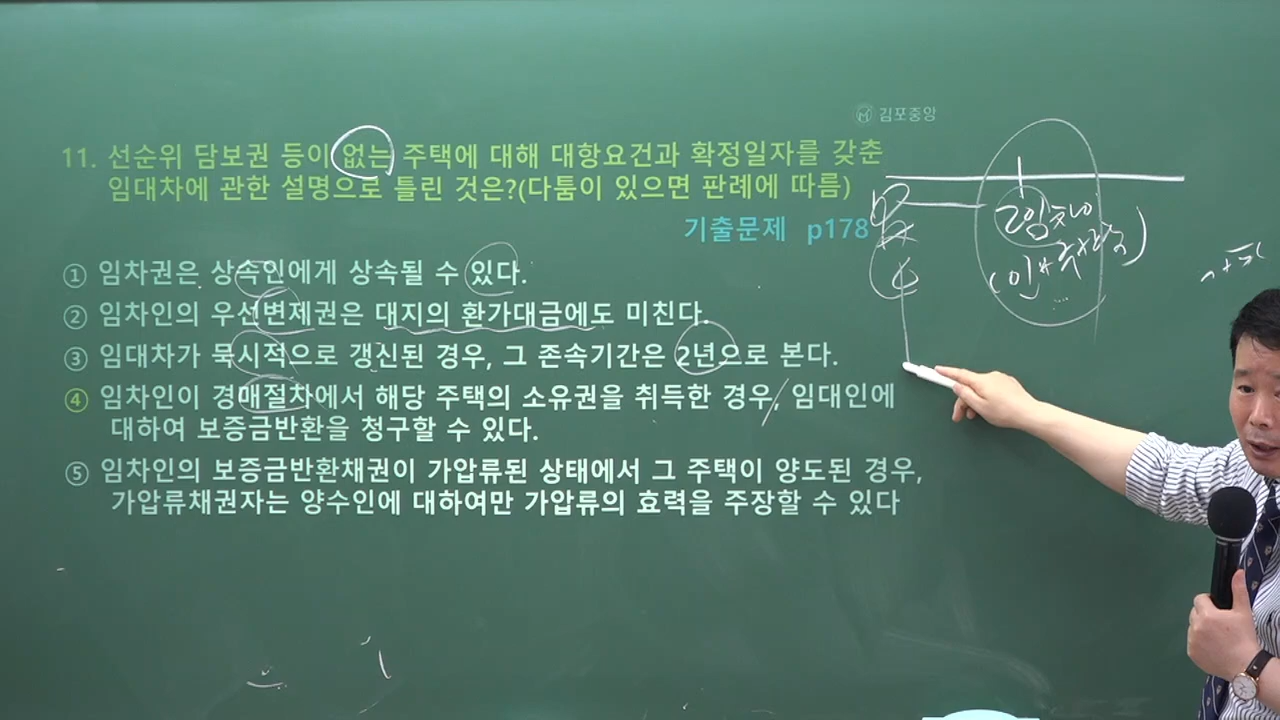 김포중앙
11. 선순위 담보권 등이 없는 주택에 대해 대항요건과 확정일자를 갖춘
임대차에 관한 설명으로 틀린 것은?(다툼이 있으면 판례에 따름)
기출문제 p178
① 임차권은 상속인에게 상속될 수 있다.
② 임차인의 우선변제권은 대지의 환가대금에도 미친다.
③ 임대차가 묵시적으로 갱신된 경우, 그 존속기간은 2년으로 본다.
④ 임차인이 경매절차에서 해당 주택의 소유권을 취득한 경우, 임대인에
대하여 보증금반환을 청구할 수 있다.
⑤ 임차인의 보증금반환채권이 가압류된 상태에서 그 주택이 양도된 경우,
가압류채권자는 양수인에 대하여만 가압류의 효력을 주장할 수 있다